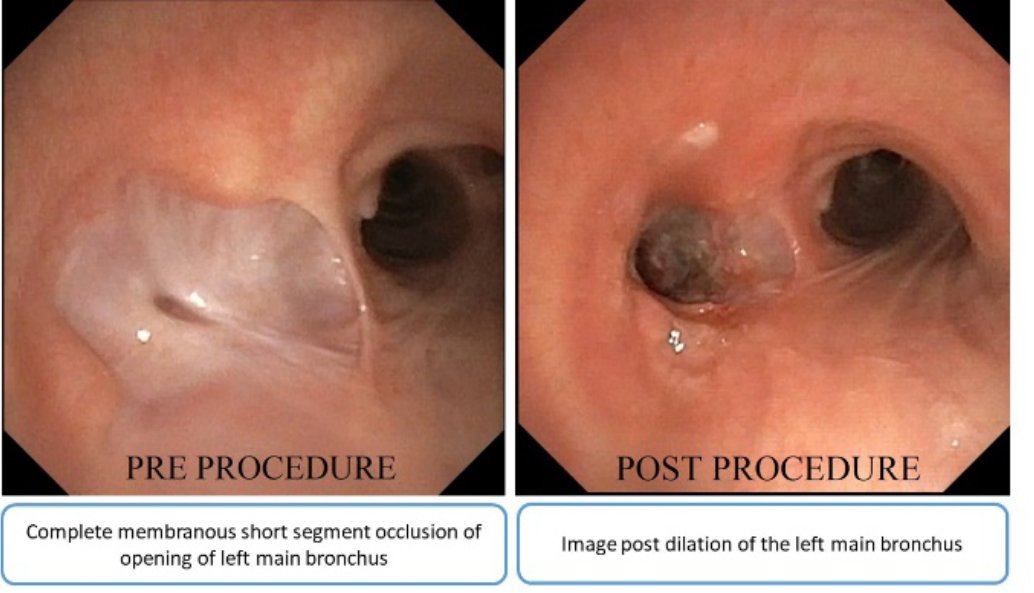 PRE PROCEDURE
POST PROCEDURE
Complete membranous short segment occlusion of
opening of left main bronchus
Image post dilation of the left main bronchus